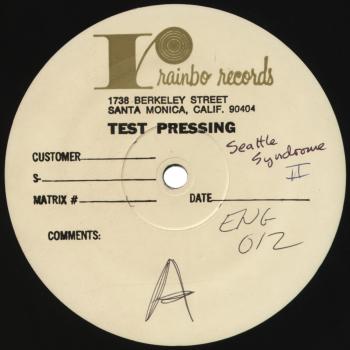 r
rainbo records
1738 BERKELEY STREET
SANTA MONICA, CALIF. 90404
TEST PRESSING
CUSTOMER
S-
MATRIX #
DATE
COMMENTS:
Seattle
Syndrome
II
ENG
012
A